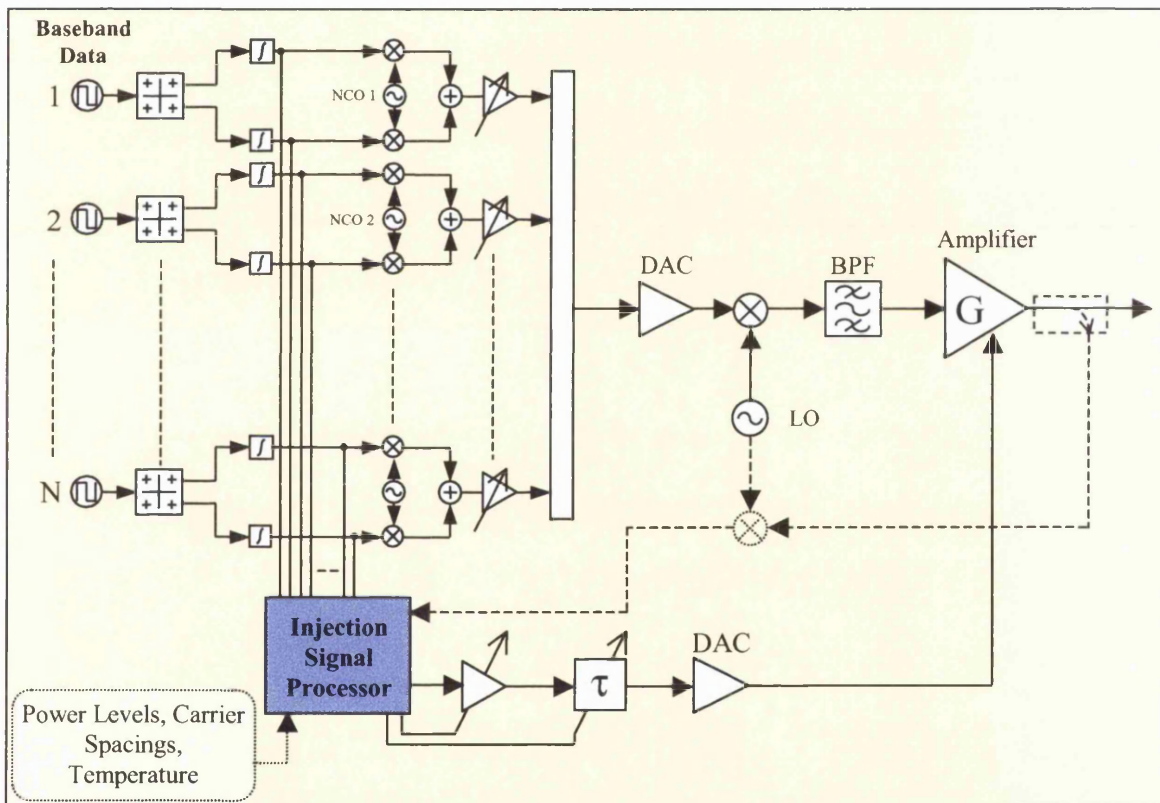 Baseband
Data
1
NCO 1
2
NCO 2
N
DAC
BPF
Amplifier
G
LO
Injection
Signal
Processor
τ
DAC
Power Levels, Carrier
Spacings,
Temperature